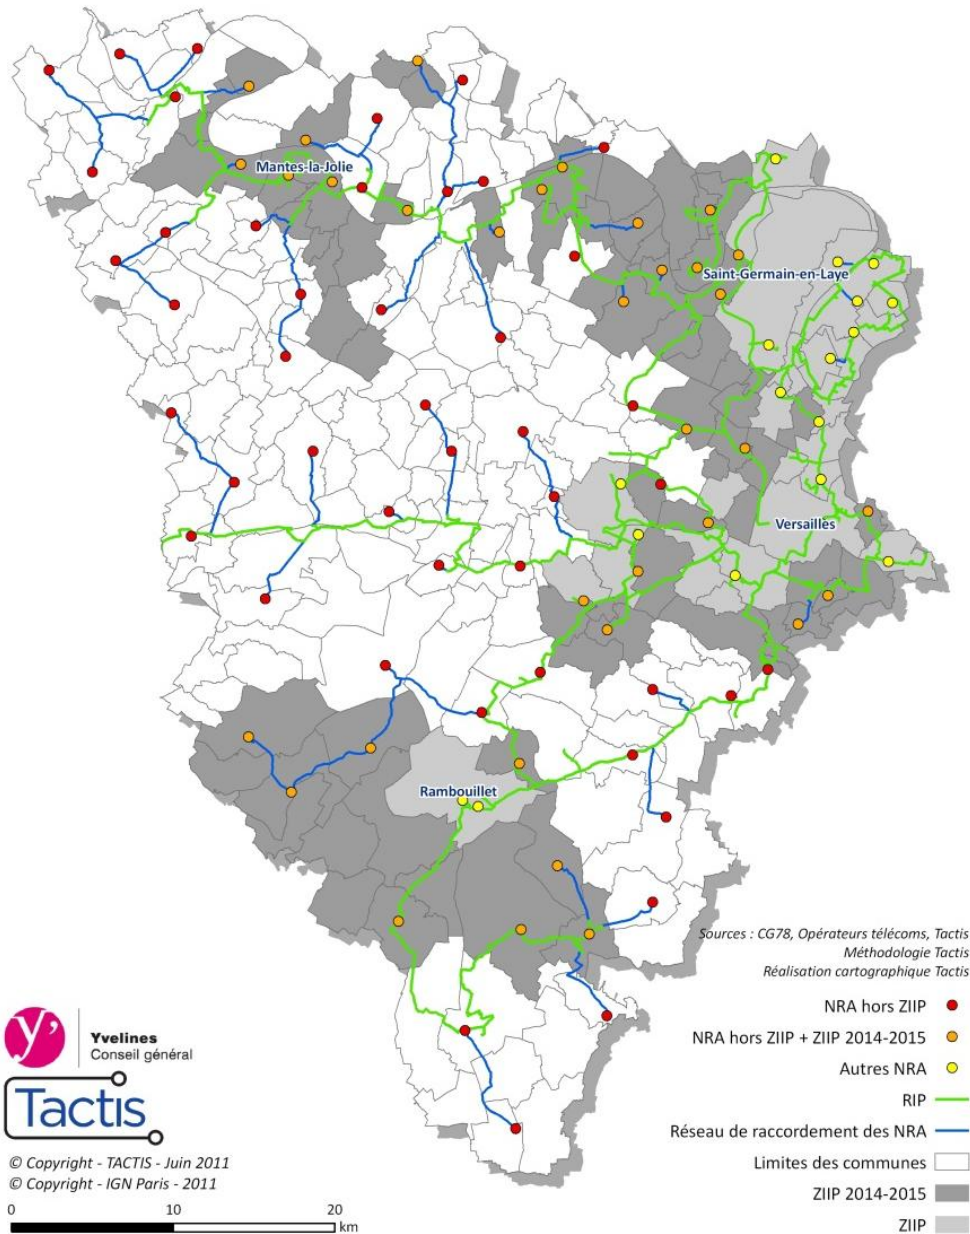 Mantes-la-Jolie
Saint-Germain-en-Laye
Versailles
Rambouillet
Sources : CG78, Opérateurs télécoms, Tactis
Méthodologie Tactis
Réalisation cartographique Tactis
NRA hors ZIIP
NRA hors ZIIP + ZIIP 2014-2015
Autres NRA
RIP
Réseau de raccordement des NRA
Limites des communes
ZIIP 2014-2015
ZIIP
y'
Yvelines
Conseil général
Tactis
© Copyright - TACTIS - Juin 2011
© Copyright - IGN Paris - 2011
0 10 20
km